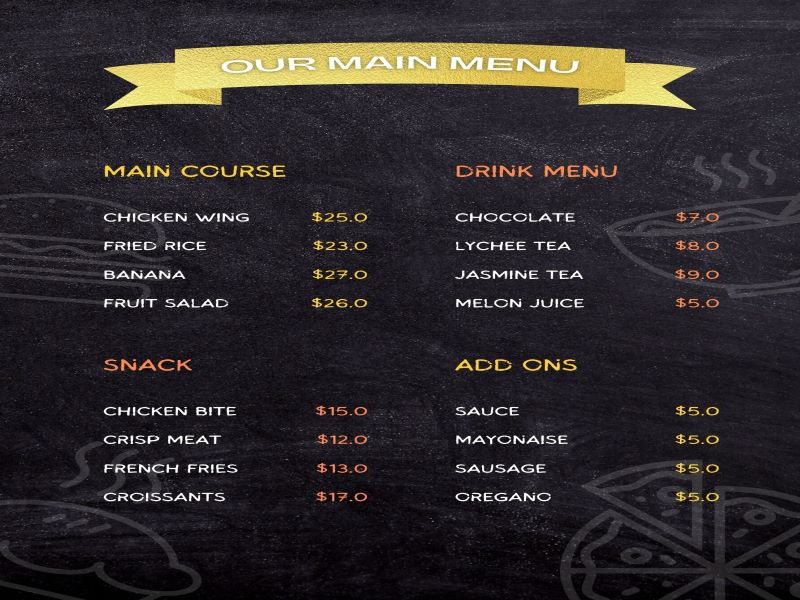 OUR MAIN MENU
MAIN COURSE
CHICKEN WING $25.0
FRIED RICE $23.0
BANANA $27.0
FRUIT SALAD $26.0
DRINK MENU
CHOCOLATE $7.0
LYCHEE TEA $8.0
JASMINE TEA $9.0
MELON JUICE $5.0
SNACK
CHICKEN BITE $15.0
CRISP MEAT $12.0
FRENCH FRIES $13.0
CROISSANTS $17.0
ADD ONS
SAUCE $5.0
MAYONAISE $5.0
SAUSAGE $5.0
OREGANO $5.0